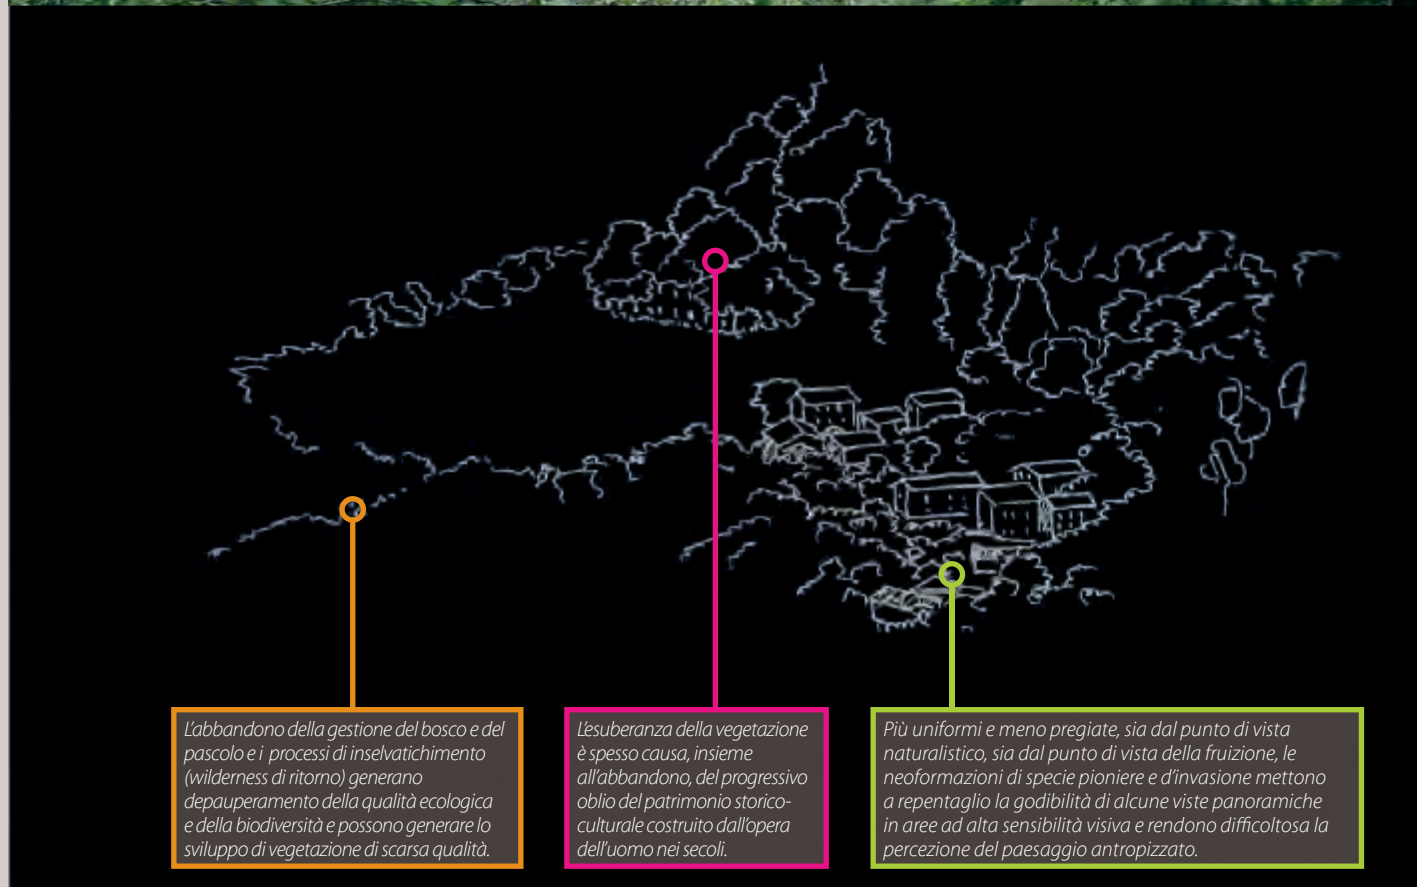 L'abbandono della gestione del bosco e del
pascolo e i processi di inselvatichimento
(wilderness di ritorno) generano
depauperamento della qualità ecologica
e della biodiversità e possono generare lo
sviluppo di vegetazione di scarsa qualità.
L'esuberanza della vegetazione
è spesso causa, insieme
all'abbandono, del progressivo
oblio del patrimonio storico-
culturale costruito dall'opera
dell'uomo nei secoli.
Più uniformi e meno pregiate, sia dal punto di vista
naturalistico, sia dal punto di vista della fruizione, le
neoformazioni di specie pioniere e d'invasione mettono
a repentaglio la godibilità di alcune viste panoramiche
in aree ad alta sensibilità visiva e rendono difficoltosa la
percezione del paesaggio antropizzato.